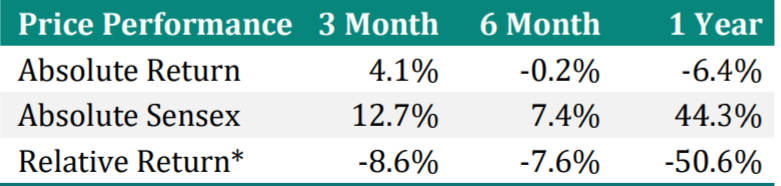 Price Performance 3 Month 6 Month 1 Year
Absolute Return 4.1% -0.2% -6.4%
Absolute Sensex 12.7% 7.4% 44.3%
Relative Return* -8.6% -7.6% -50.6%